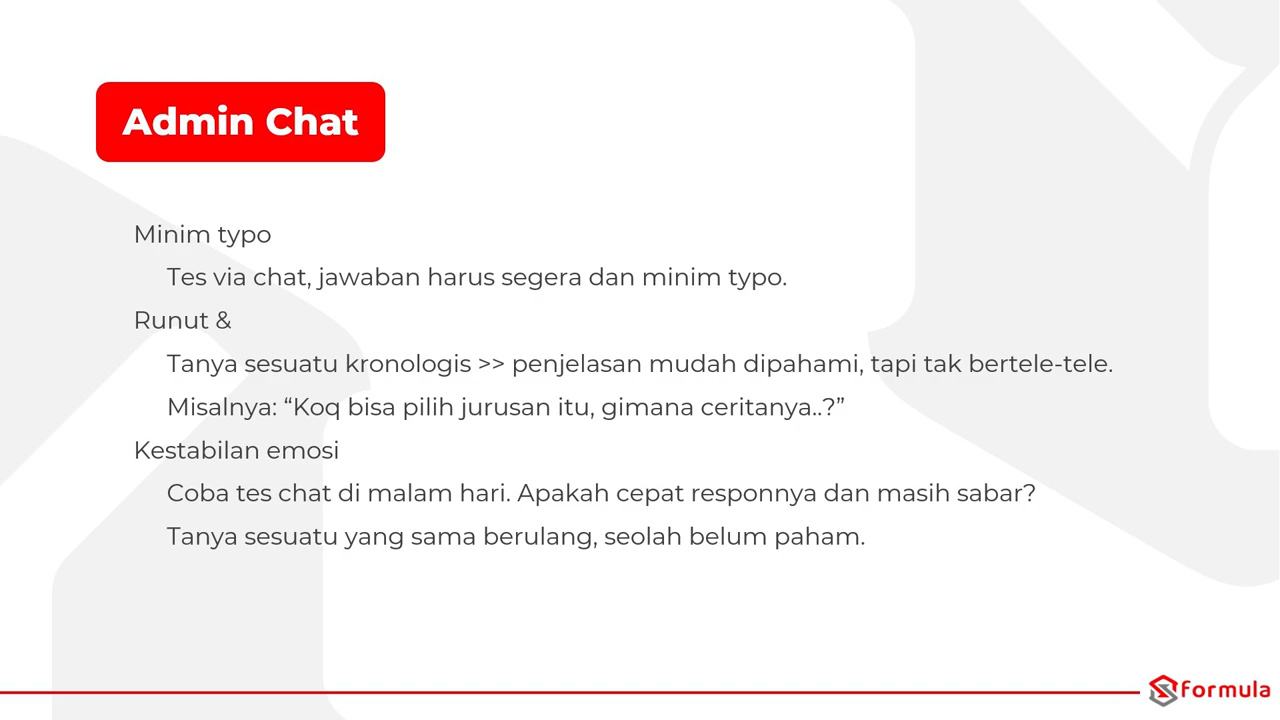 Admin Chat
Minim typo
Tes via chat, jawaban harus segera dan minim typo.
Runut &
Tanya sesuatu kronologis >> penjelasan mudah dipahami, tapi tak bertele-tele.
Misalnya: “Koq bisa pilih jurusan itu, gimana ceritanya..?”
Kestabilan emosi
Coba tes chat di malam hari. Apakah cepat responnya dan masih sabar?
Tanya sesuatu yang sama berulang, seolah belum paham.
formula